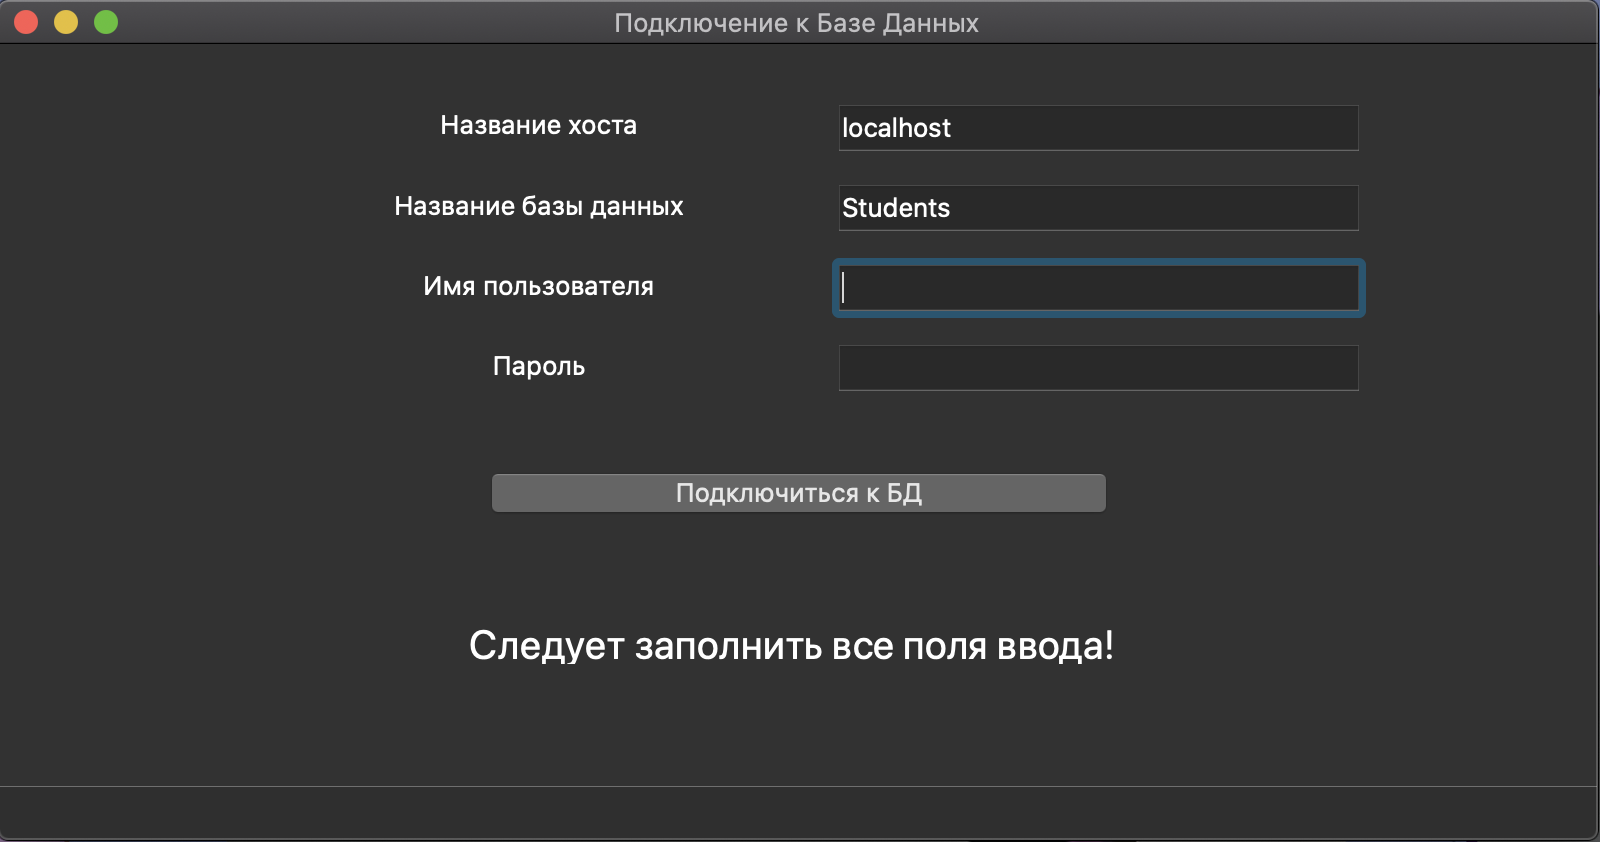 Подключение к Базе Данных
Название хоста
localhost
Название базы данных
Students
Имя пользователя
Пароль
Подключиться к БД
Следует заполнить все поля ввода!